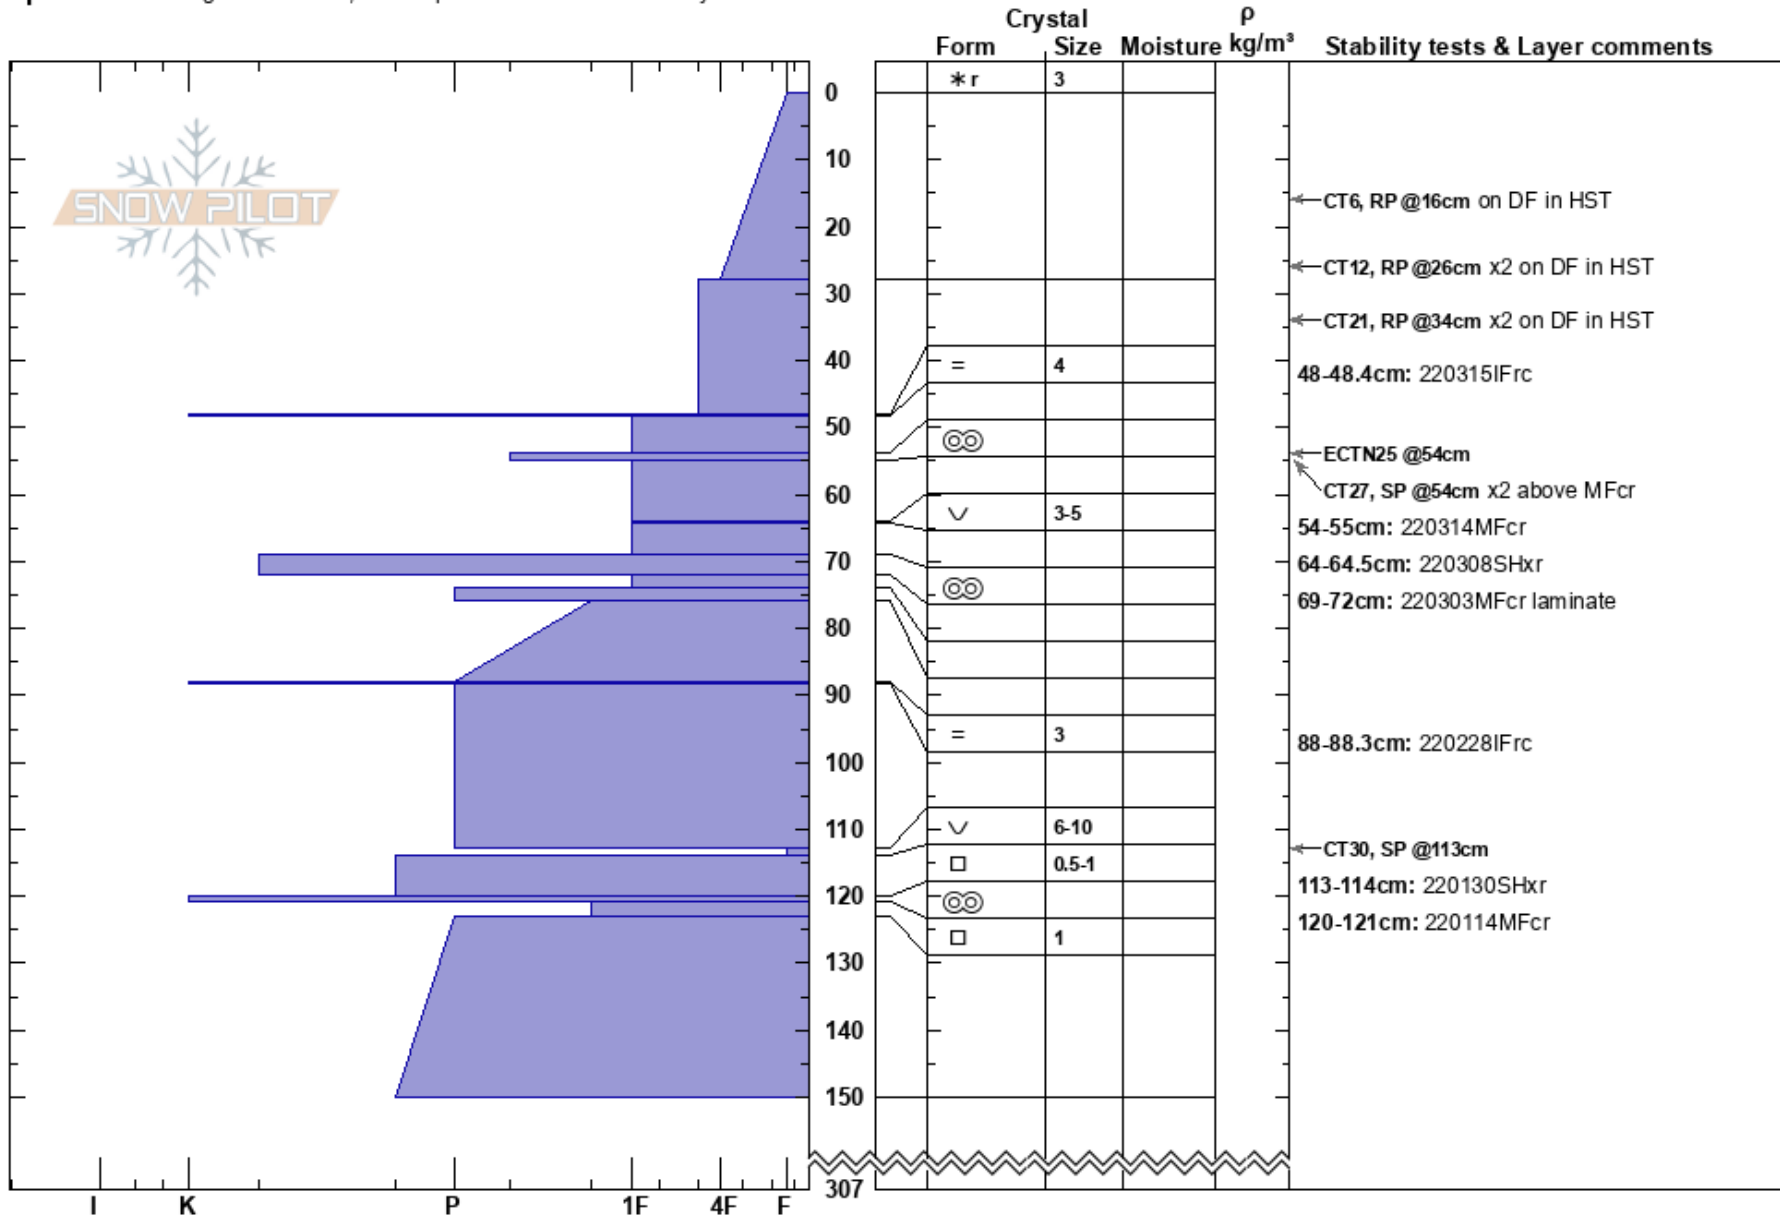 Crystal ρ
Form Size Moisture kg/m³ Stability tests & Layer comments
r 3
0
10
SNOW PILOT
CT6, RP @16cm on DF in HST
20
CT12, RP @26cm x2 on DF in HST
30
CT21, RP @34cm x2 on DF in HST
40
= 4
48-48.4cm: 220315IFrc
50
ECTN25 @54cm
60
CT27, SP @54cm x2 above MFcr
3-5
54-55cm: 220314MFcr
70
64-64.5cm: 220308SHxr
69-72cm: 220303MFcr laminate
80
90
= 3
88-88.3cm: 220228IFrc
100
110
6-10
CT30, SP @113cm
0.5-1
113-114cm: 220130SHxr
120
120-121cm: 220114MFcr
1
130
140
150
307
I K P 1F 4F F